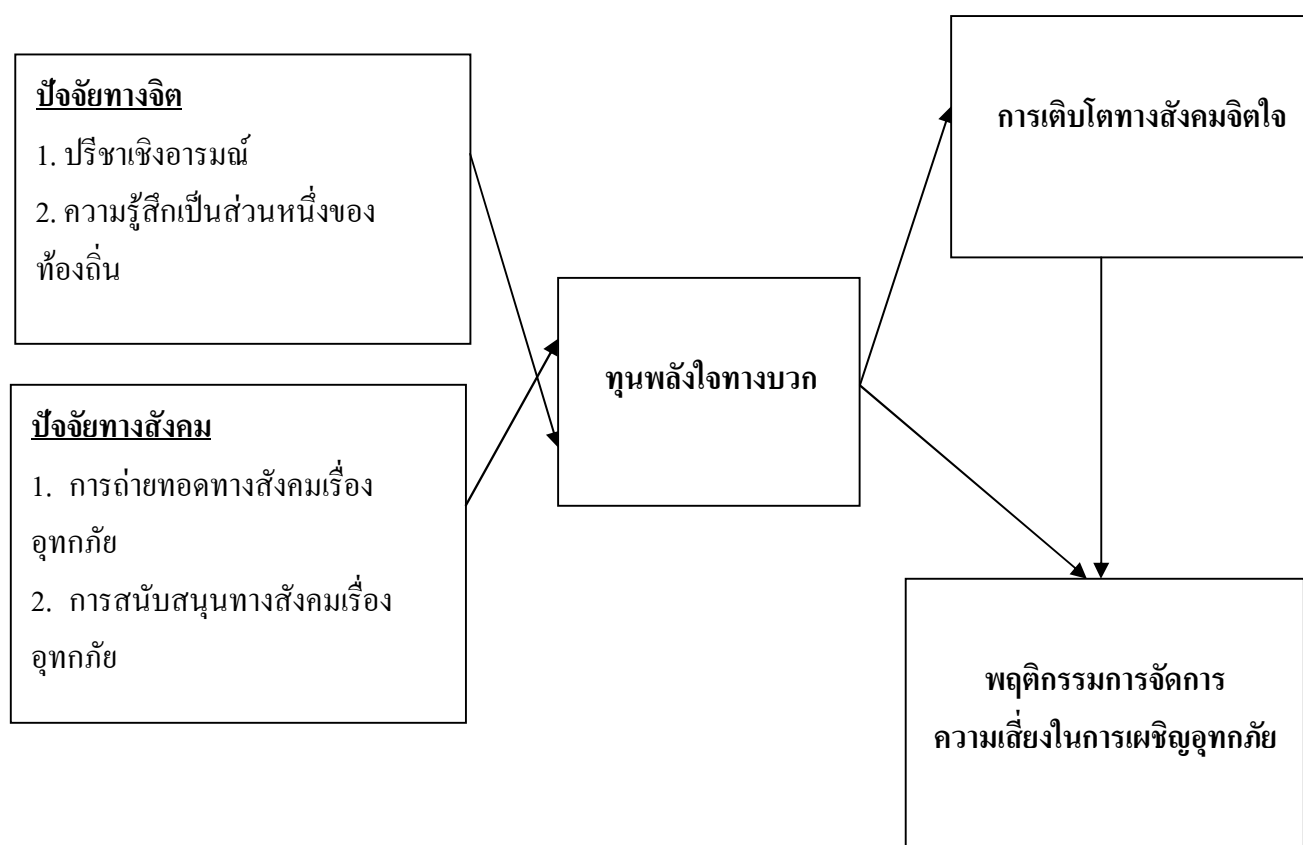 ปัจจัยทางจิต
1. ปรีชาเชิงอารมณ์
2. ความรู้สึกเป็นส่วนหนึ่งของ
ท้องถิ่น
ปัจจัยทางสังคม
1. การถ่ายทอดทางสังคมเรื่อง
อุทกภัย
2. การสนับสนุนทางสังคมเรื่อง
อุทกภัย
ทุนพลังใจทางบวก
การเติบโตทางสังคมจิตใจ
พฤติกรรมการจัดการ
ความเสี่ยงในการเผชิญอุทกภัย